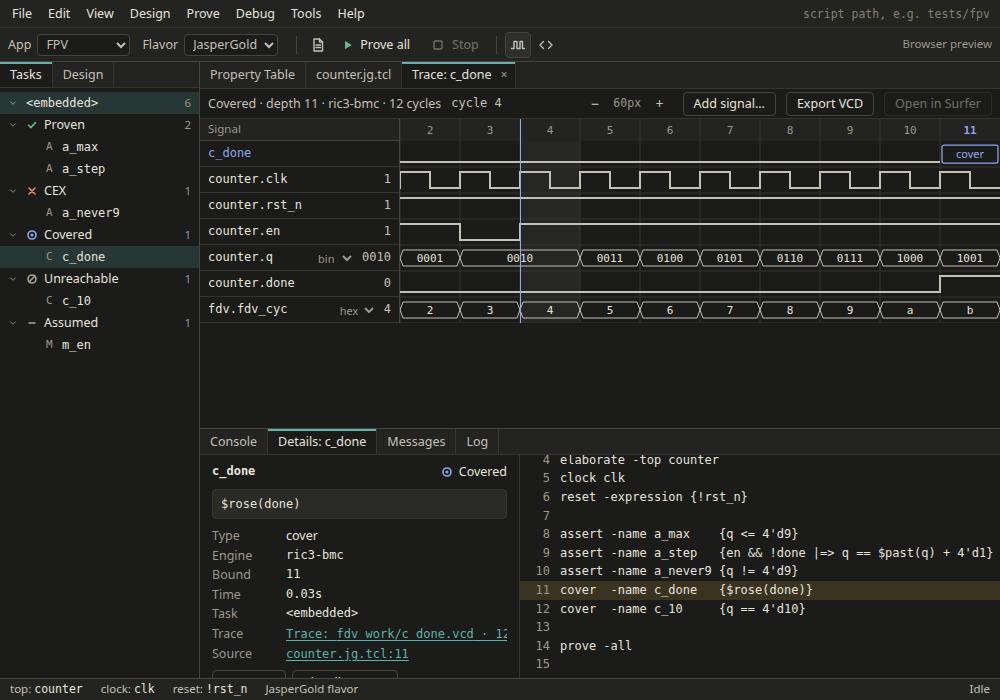 File Edit View Design Prove Debug Tools Help script path, e.g. tests/fpv
App FPV Flavor JasperGold Prove all Stop Browser preview
Tasks Design
<embedded> 6
Proven 2
A a_max
A a_step
CEX 1
A a_never9
Covered 1
C c_done
Unreachable 1
C c_10
Assumed 1
M m_en
Property Table counter.jg.tcl Trace: c_done ×
Covered · depth 11 · ric3-bmc · 12 cycles cycle 4 − 60px + Add signal... Export VCD Open in Surfer
Signal 2 3 4 5 6 7 8 9 10 11
c_done cover
counter.clk 1
counter.rst_n 1
counter.en 1
counter.q bin 0010 0001 0010 0011 0100 0101 0110 0111 1000 1001
counter.done 0
fdv.fdv_cyc hex 4 2 3 4 5 6 7 8 9 a b
Console Details: c_done Messages Log
c_done Covered
$rose(done)
Type cover
Engine ric3-bmc
Bound 11
Time 0.03s
Task <embedded>
Trace Trace: fdv_work/c_done.vcd · 12
Source counter.jg.tcl:11
4 elaborate -top counter
5 clock clk
6 reset -expression {!rst_n}
7
8 assert -name a_max {q <= 4'd9}
9 assert -name a_step {en && !done |=> q == $past(q) + 4'd1}
10 assert -name a_never9 {q != 4'd9}
11 cover -name c_done {$rose(done)}
12 cover -name c_10 {q == 4'd10}
13
14 prove -all
15
top: counter clock: clk reset: !rst_n JasperGold flavor Idle